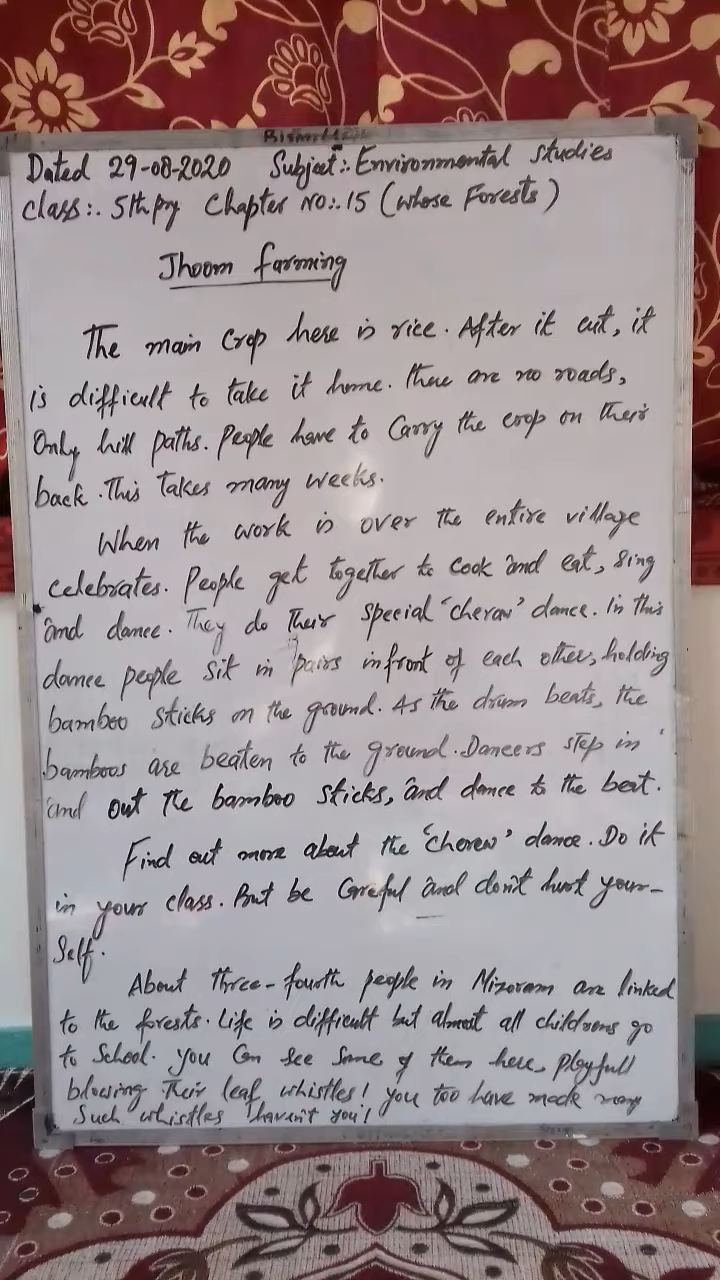 Bismillah
Dated 29-08-2020 Subject:. Environmental studies
Class:. 5th pry Chapter No:. 15 (Whose Forests)
Jhoom farming
The main Crop here is rice. After it cut, it
is difficult to take it home. there are no roads,
Only hill paths. People have to Carry the crop on their
back. This takes many weeks.
When the work is over the entire village
celebrates. People get together to cook and eat, sing
and dance. They do their special 'cheraw' dance. In this
dance people sit in pairs infront of each other, holding
bamboo sticks on the ground. As the drum beats, the
bamboos are beaten to the ground. Dancers step in
and out the bamboo sticks, and dance to the beat.
Find out more about the 'cherew' dance. Do it
in your class. But be Careful and don't hurt your-
Self.
About three-fourth people in Mizoram are linked
to the forests. Life is difficult but almost all childrens go
to School. you Can See Some of them here, playfull
blowing Their leaf whistles! you too have made many
Such whistles haven't you!